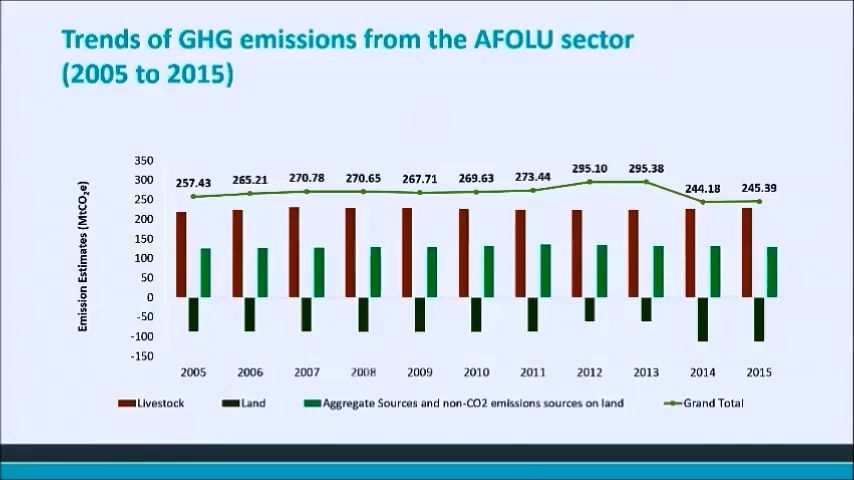 Trends of GHG emissions from the AFOLU sector
(2005 to 2015)
Emission Estimates (MtCO₂e)
350
300
250
200
150
100
50
0
-50
-100
-150
257.43 265.21 270.78 270.65 267.71 269.63 273.44 295.10 295.38 244.18 245.39
2005 2006 2007 2008 2009 2010 2011 2012 2013 2014 2015
Livestock Land Aggregate Sources and non-CO2 emissions sources on land Grand Total